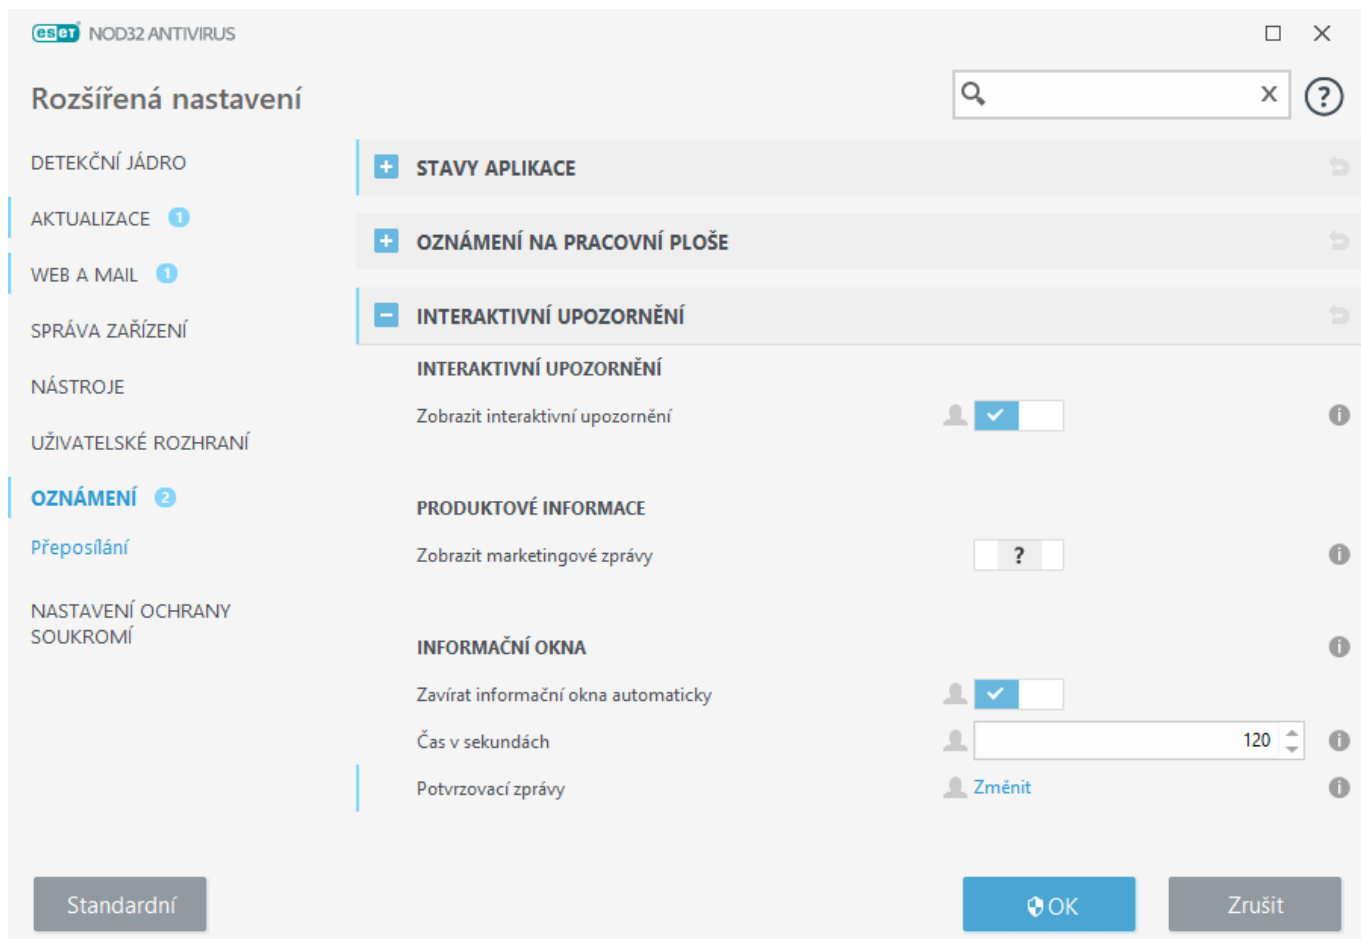 eseT NOD32 ANTIVIRUS
Rozšířená nastavení
x
?
DETEKČNÍ JÁDRO
AKTUALIZACE 1
WEB A MAIL 1
SPRÁVA ZAŘÍZENÍ
NÁSTROJE
UŽIVATELSKÉ ROZHRANÍ
OZNÁMENÍ 2
Přeposílání
NASTAVENÍ OCHRANY
SOUKROMÍ
STAVY APLIKACE
OZNÁMENÍ NA PRACOVNÍ PLOŠE
INTERAKTIVNÍ UPOZORNĚNÍ
INTERAKTIVNÍ UPOZORNĚNÍ
Zobrazit interaktivní upozornění
PRODUKTOVÉ INFORMACE
Zobrazit marketingové zprávy ?
INFORMAČNÍ OKNA
Zavírat informační okna automaticky
Čas v sekundách 120
Potvrzovací zprávy Změnit
Standardní
OK
Zrušit